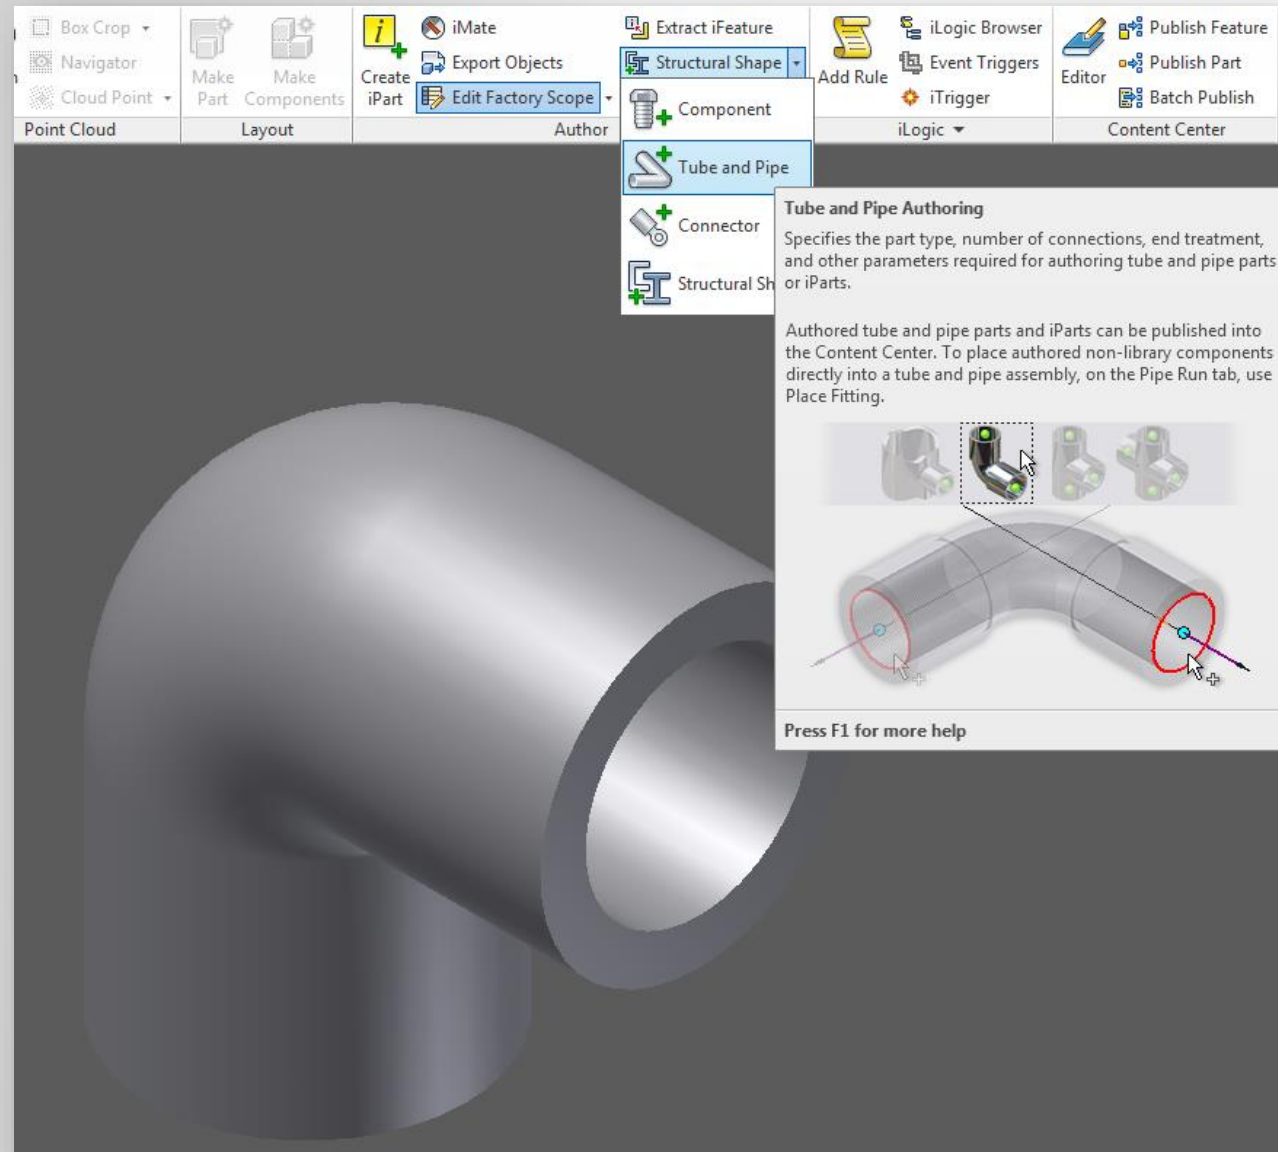 Box Crop
Navigator
Cloud Point
Point Cloud
Make
Part
Make
Components
Layout
Create
iPart
iMate
Export Objects
Edit Factory Scope
Author
Extract iFeature
Structural Shape
Component
Tube and Pipe
Connector
Structural Sh
Add Rule
iLogic Browser
Event Triggers
iTrigger
iLogic
Editor
Publish Feature
Publish Part
Batch Publish
Content Center
Tube and Pipe Authoring
Specifies the part type, number of connections, end treatment,
and other parameters required for authoring tube and pipe parts
or iParts.
Authored tube and pipe parts and iParts can be published into
the Content Center. To place authored non-library components
directly into a tube and pipe assembly, on the Pipe Run tab, use
Place Fitting.
Press F1 for more help